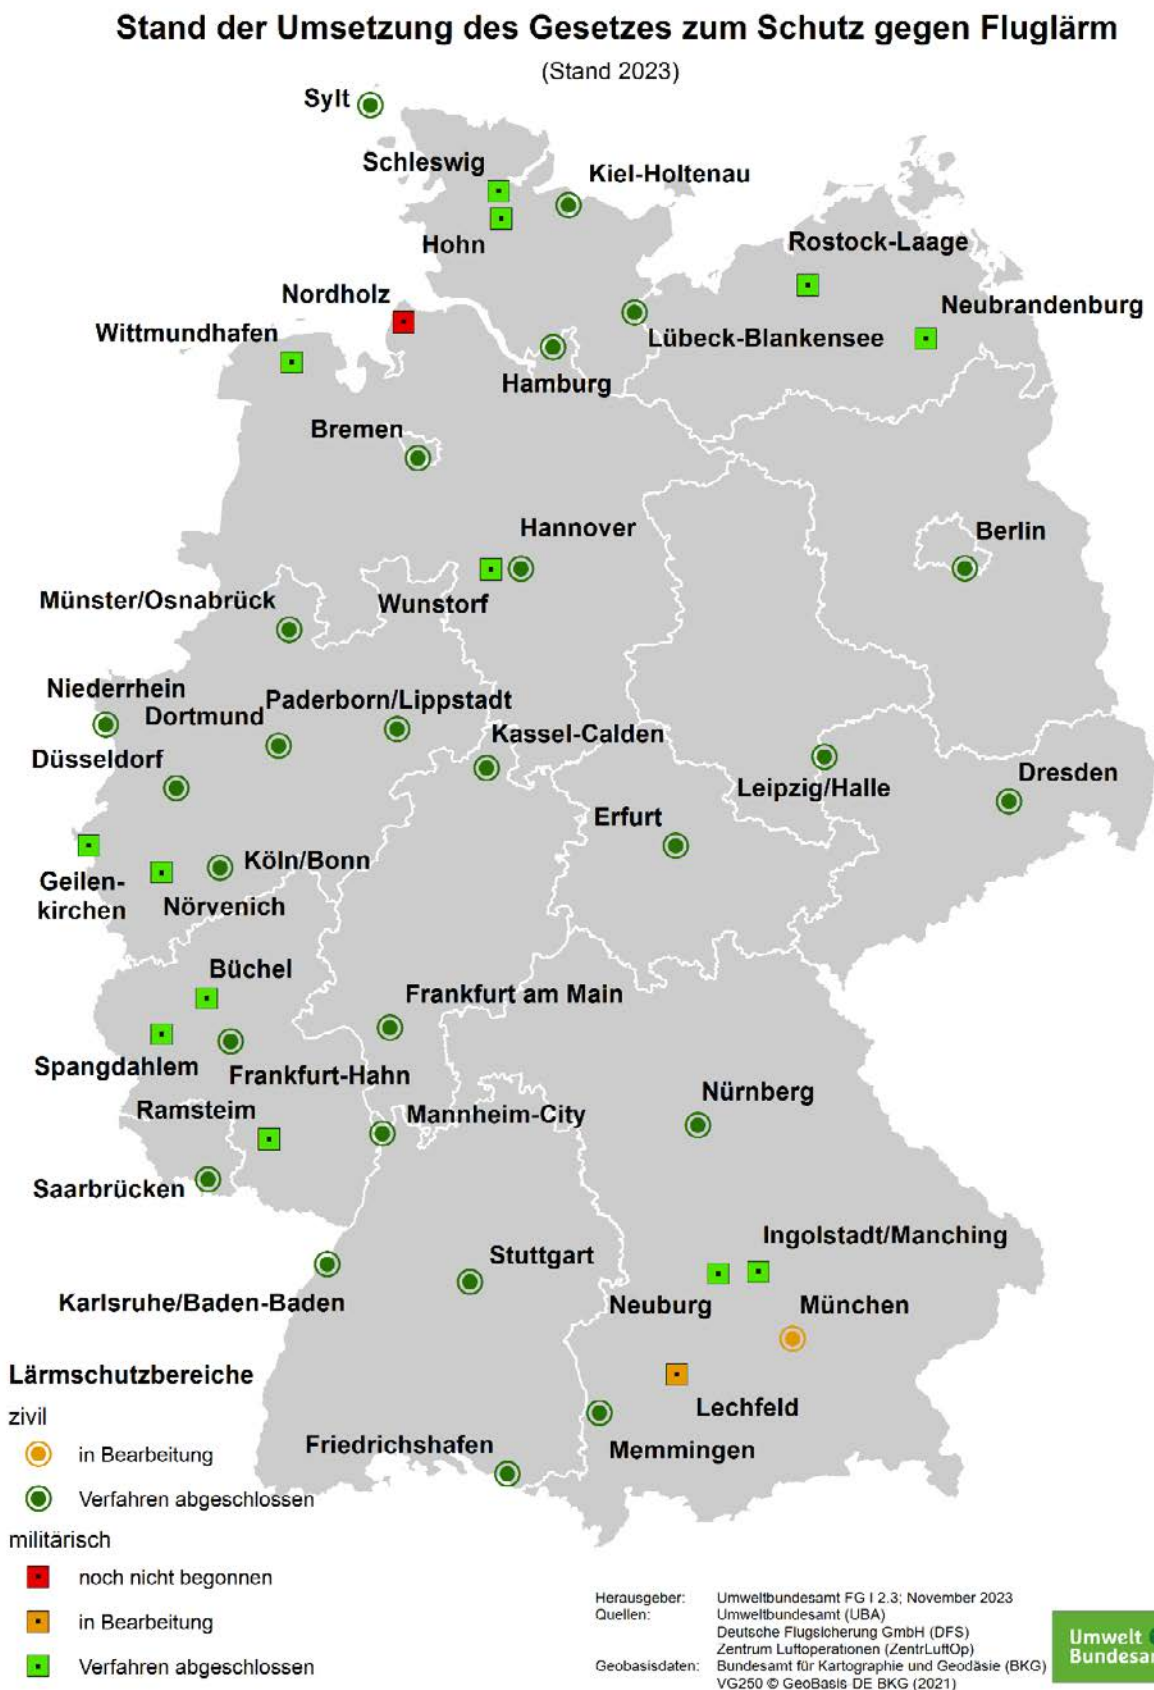 Stand der Umsetzung des Gesetzes zum Schutz gegen Fluglärm
(Stand 2023)
Sylt
Schleswig
Kiel-Holtenau
Hohn
Rostock-Laage
Nordholz
Neubrandenburg
Wittmundhafen
Lübeck-Blankensee
Hamburg
Bremen
Hannover
Berlin
Münster/Osnabrück
Wunstorf
Niederrhein
Paderborn/Lippstadt
Dortmund
Kassel-Calden
Düsseldorf
Leipzig/Halle
Dresden
Erfurt
Köln/Bonn
Geilen-
kirchen
Nörvenich
Büchel
Frankfurt am Main
Spangdahlem
Frankfurt-Hahn
Nürnberg
Ramsteim
Mannheim-City
Saarbrücken
Ingolstadt/Manching
Stuttgart
Karlsruhe/Baden-Baden
Neuburg
München
Lärmschutzbereiche
Lechfeld
zivil
Friedrichshafen
Memmingen
in Bearbeitung
Verfahren abgeschlossen
militärisch
noch nicht begonnen
in Bearbeitung
Verfahren abgeschlossen
Herausgeber: Umweltbundesamt FG I 2.3; November 2023
Quellen: Umweltbundesamt (UBA)
Deutsche Flugsicherung GmbH (DFS)
Zentrum Luftoperationen (ZentrLuftOp)
Geobasisdaten: Bundesamt für Kartographie und Geodäsie (BKG)
VG250 © GeoBasis-DE BKG (2021)
Umwelt